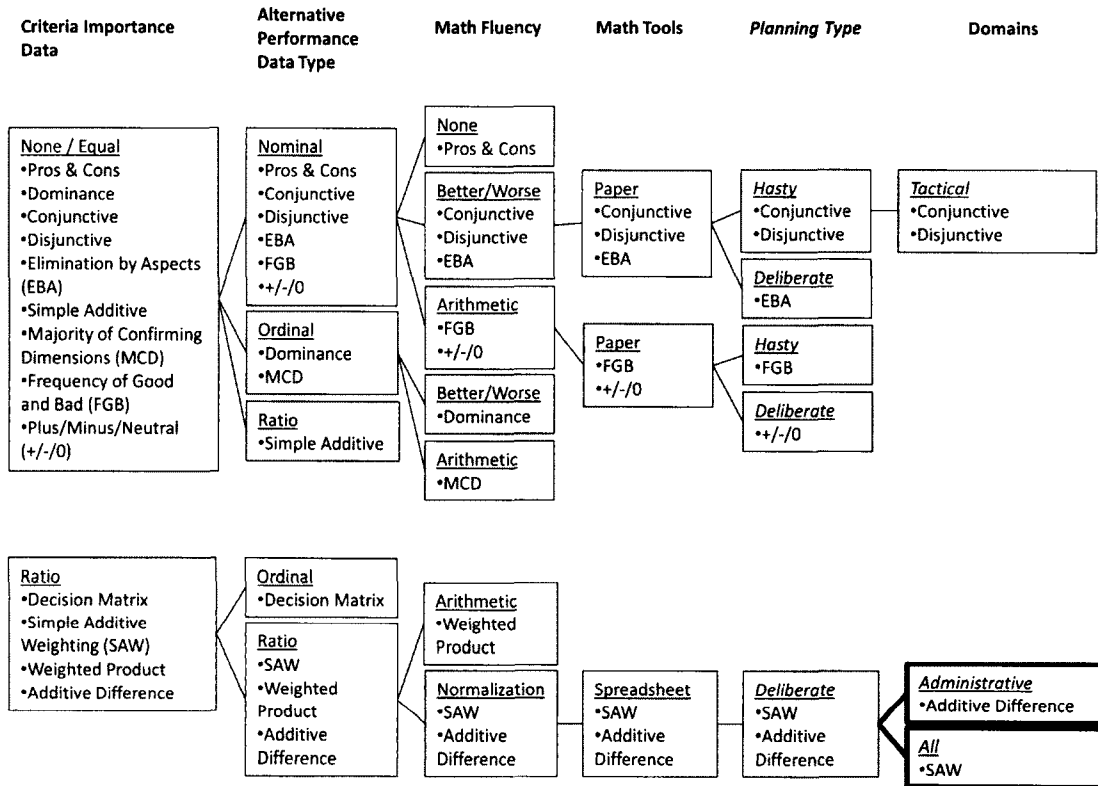 Criteria Importance
Data
Alternative
Performance
Data Type
Math Fluency
Math Tools
Planning Type
Domains
None / Equal
•Pros & Cons
•Dominance
•Conjunctive
•Disjunctive
•Elimination by Aspects
(EBA)
•Simple Additive
•Majority of Confirming
Dimensions (MCD)
•Frequency of Good
and Bad (FGB)
•Plus/Minus/Neutral
(+/-/0)
Nominal
•Pros & Cons
•Conjunctive
•Disjunctive
•EBA
•FGB
•+/-/0
Ordinal
•Dominance
•MCD
Ratio
•Simple Additive
None
•Pros & Cons
Better/Worse
•Conjunctive
•Disjunctive
•EBA
Arithmetic
•FGB
•+/-/0
Better/Worse
•Dominance
Arithmetic
•MCD
Paper
•Conjunctive
•Disjunctive
•EBA
Paper
•FGB
•+/-/0
Hasty
•Conjunctive
•Disjunctive
Deliberate
•EBA
Hasty
•FGB
Deliberate
•+/-/0
Tactical
•Conjunctive
•Disjunctive
Ratio
•Decision Matrix
•Simple Additive
Weighting (SAW)
•Weighted Product
•Additive Difference
Ordinal
•Decision Matrix
Ratio
•SAW
•Weighted
Product
•Additive
Difference
Arithmetic
•Weighted
Product
Normalization
•SAW
•Additive
Difference
Spreadsheet
•SAW
•Additive
Difference
Deliberate
•SAW
•Additive
Difference
Administrative
•Additive Difference
All
•SAW